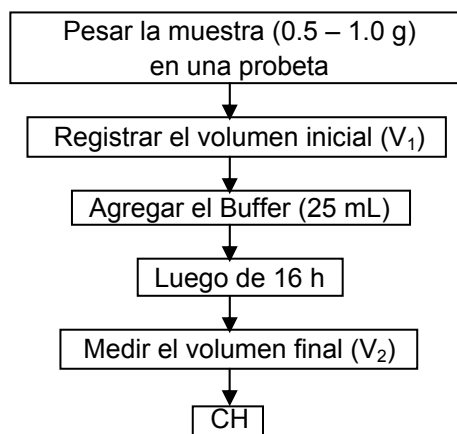 Pesar la muestra (0.5 – 1.0 g)
en una probeta
Registrar el volumen inicial (V₁)
Agregar el Buffer (25 mL)
Luego de 16 h
Medir el volumen final (V₂)
CH